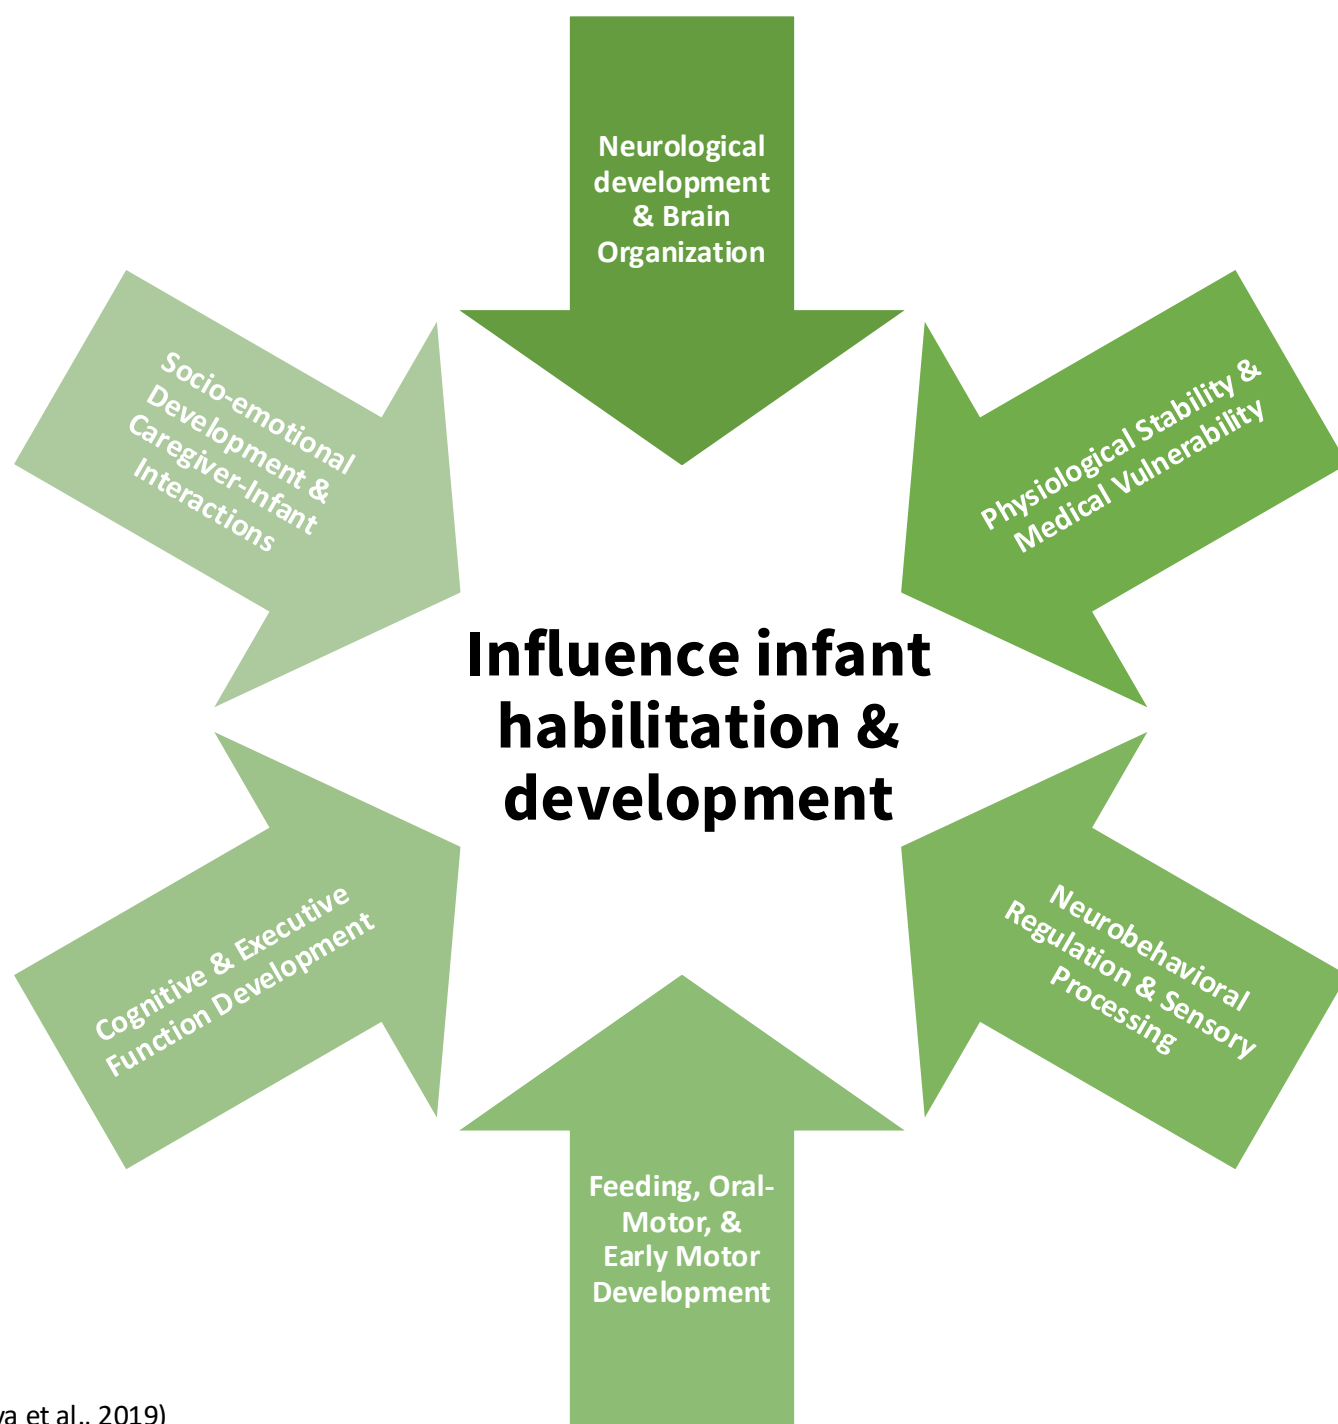 Neurological
development
& Brain
Organization
Physiological Stability &
Medical Vulnerability
Neurobehavioral
Regulation & Sensory
Processing
Feeding, Oral-
Motor, &
Early Motor
Development
Cognitive & Executive
Function Development
Socio-emotional
Development &
Caregiver-Infant
Interactions
Influence infant
habilitation &
development
et al., 2019)